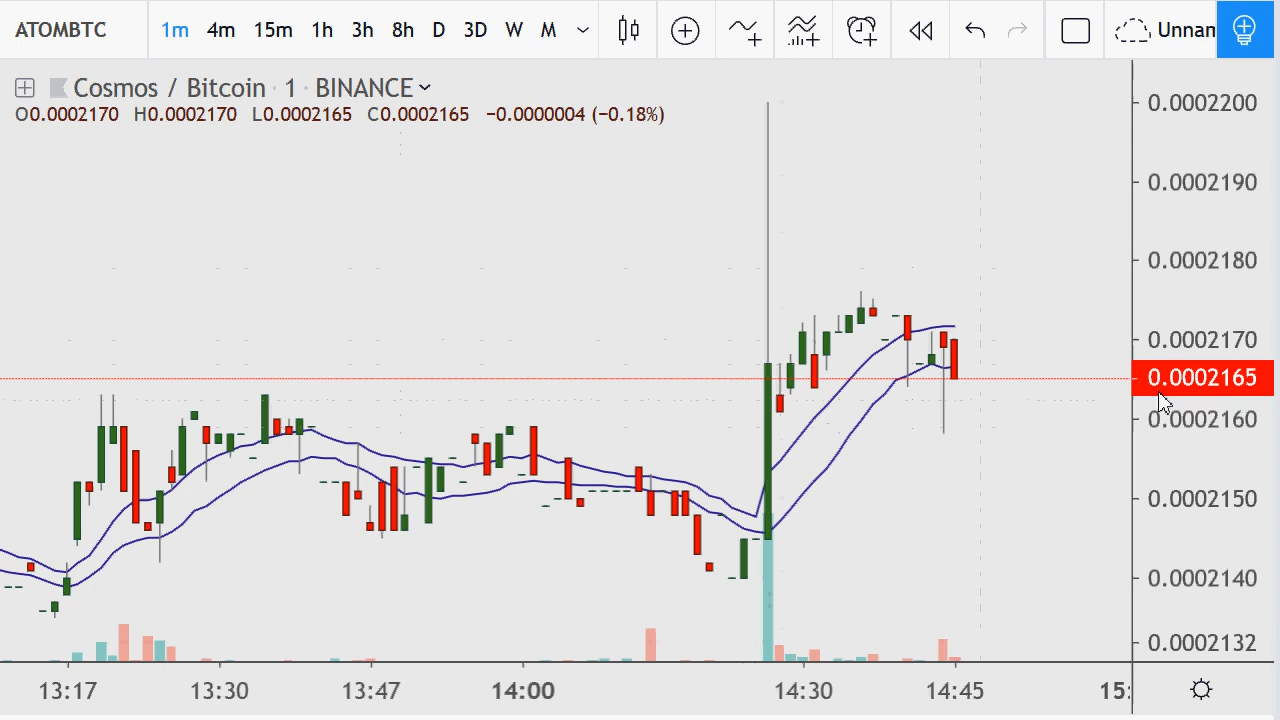 ATOMBTC 1m 4m 15m 1h 3h 8h D 3D W M Unnan
Cosmos / Bitcoin · 1 · BINANCE
O0.0002170 H0.0002170 L0.0002165 C0.0002165 −0.0000004 (−0.18%)
0.0002200
0.0002190
0.0002180
0.0002170
0.0002165
0.0002160
0.0002150
0.0002140
0.0002132
13:17 13:30 13:47 14:00 14:30 14:45 15: